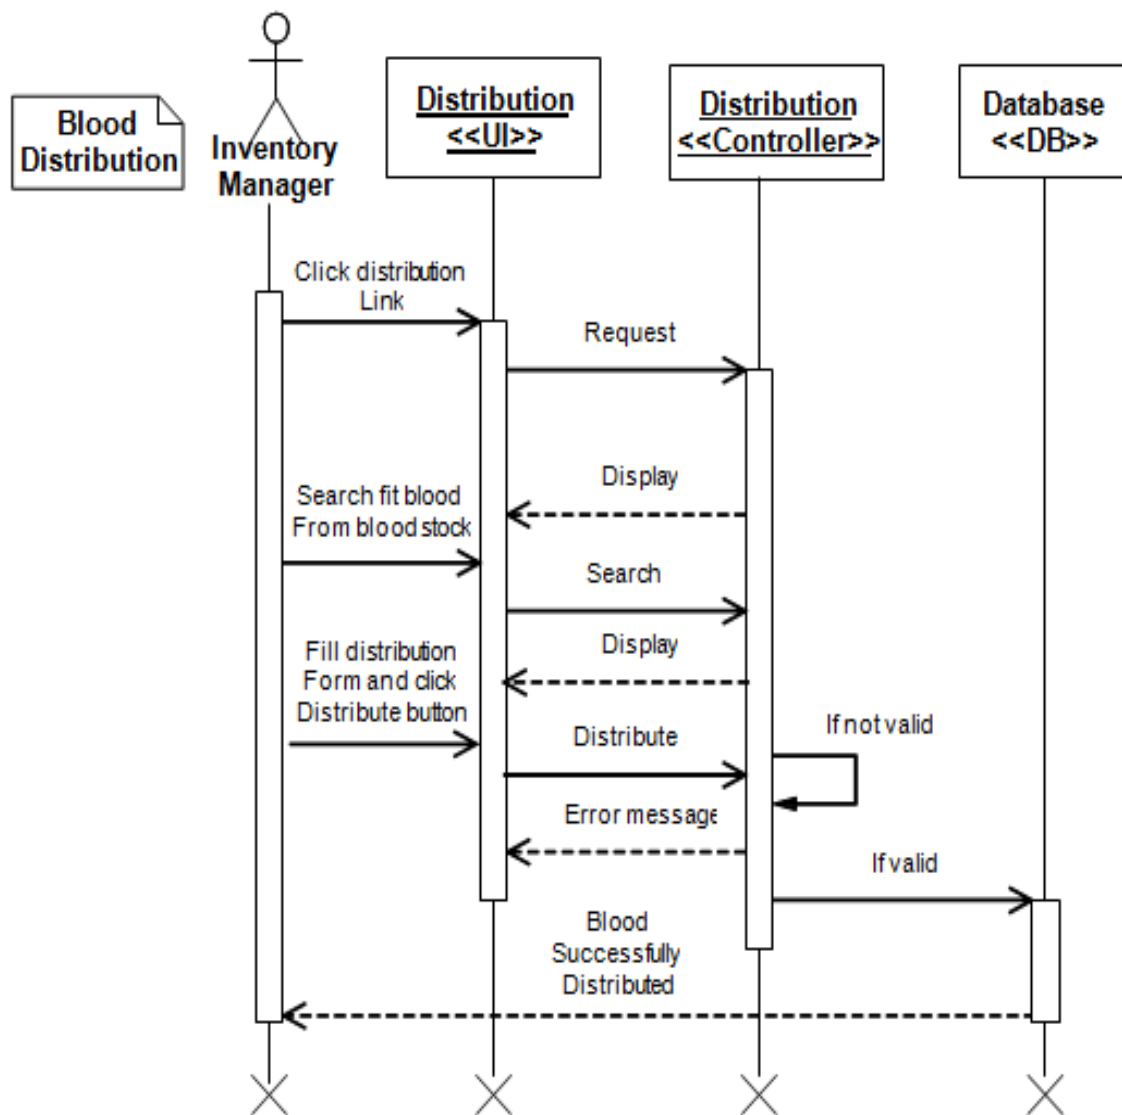 Blood
Distribution
Inventory
Manager
Distribution
<<UI>>
Distribution
<<Controller>>
Database
<<DB>>
Click distribution
Link
Request
Display
Search fit blood
From blood stock
Search
Display
Fill distribution
Form and click
Distribute button
Distribute
If not valid
Error message
If valid
Blood
Successfully
Distributed